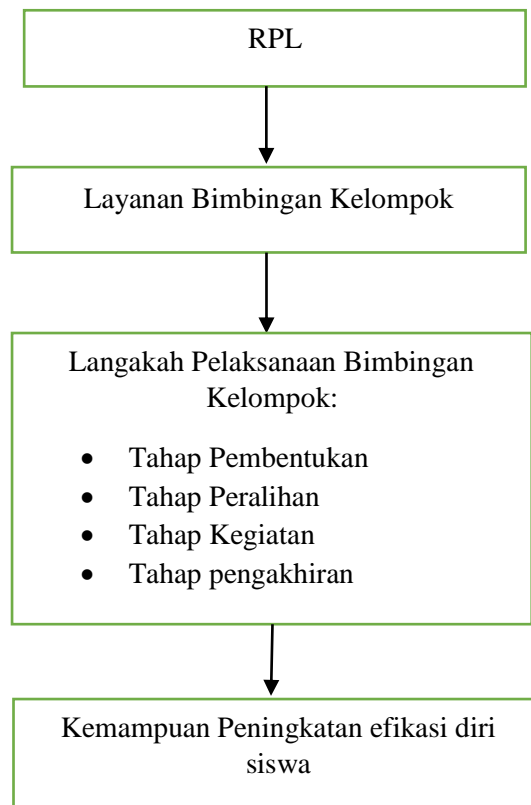 RPL
Layanan Bimbingan Kelompok
Langakah Pelaksanaan Bimbingan
Kelompok:
• Tahap Pembentukan
• Tahap Peralihan
• Tahap Kegiatan
• Tahap pengakhiran
Kemampuan Peningkatan efikasi diri
siswa